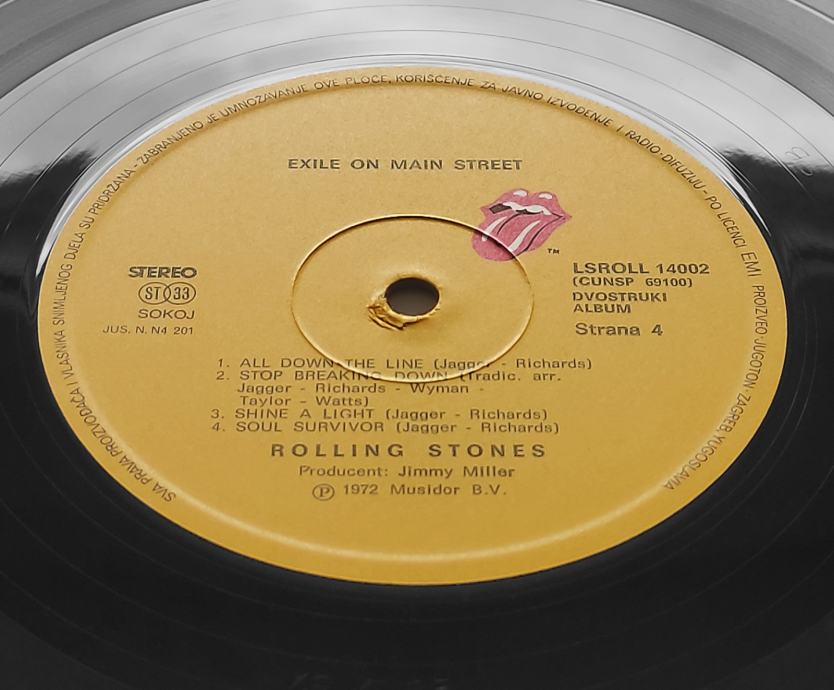 SVA PRAVA PROIZVOĐAČA I VLASNIKA SNIMLJENOG DJELA SU PRIDRŽANA - ZABRANJENO JE UMNOŽAVANJE OVE PLOČE, KORIŠĆENJE ZA JAVNO IZVOĐENJE I RADIO-DIFUZIJU - PO LICENCI EMI PROIZVEO JUGOTON - ZAGREB, YUGOSLAVIA
EXILE ON MAIN STREET
TM
STEREO
ST 33
SOKOJ
JUS. N. N4 201
LSROLL 14002
(CUNSP 69100)
DVOSTRUKI
ALBUM
Strana 4
1. ALL DOWN THE LINE (Jagger - Richards)
2. STOP BREAKING DOWN (Tradic. arr.
Jagger - Richards - Wyman -
Taylor - Watts)
3. SHINE A LIGHT (Jagger - Richards)
4. SOUL SURVIVOR (Jagger - Richards)
ROLLING STONES
Producent: Jimmy Miller
Ⓟ 1972 Musidor B.V.